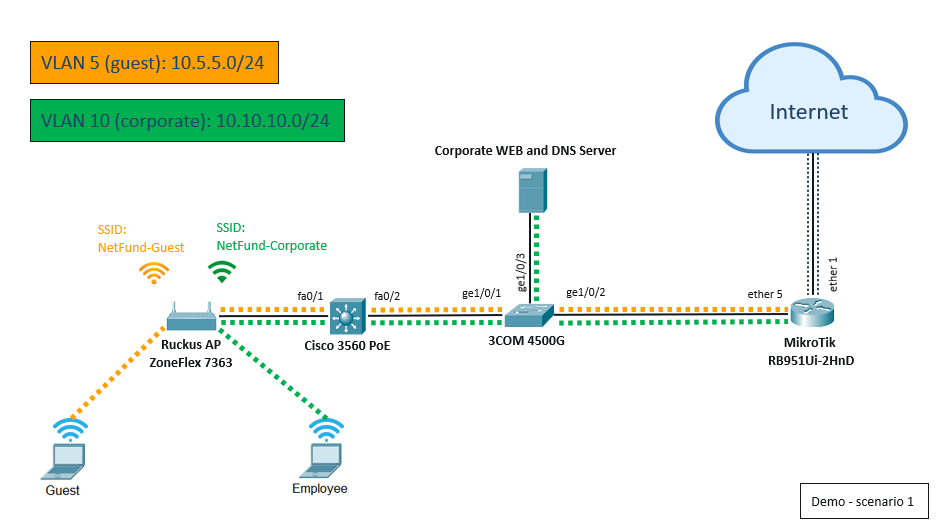 VLAN 5 (guest): 10.5.5.0/24
VLAN 10 (corporate): 10.10.10.0/24
Internet
Corporate WEB and DNS Server
SSID:
NetFund-Guest
SSID:
NetFund-Corporate
fa0/1
fa0/2
ge1/0/1
ge1/0/3
ge1/0/2
ether 5
ether 1
Ruckus AP
ZoneFlex 7363
Cisco 3560 PoE
3COM 4500G
MikroTik
RB951Ui-2HnD
Guest
Employee
Demo - scenario 1